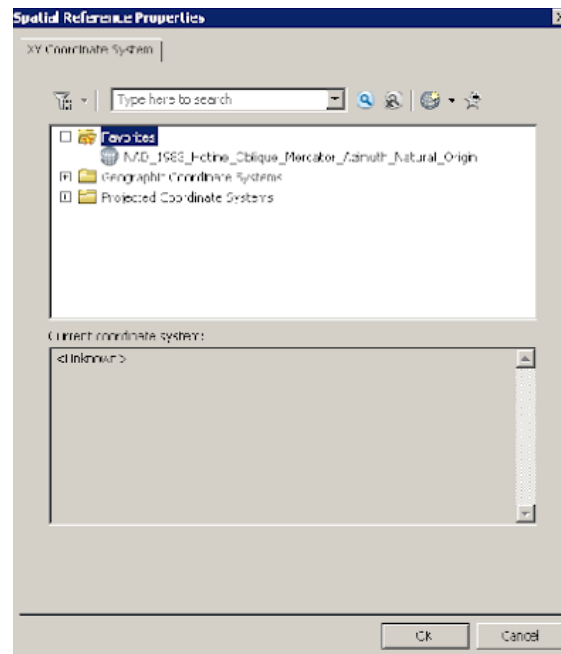 Spatial Reference Properties
XY Coordinate System
Type here to search
Favorites
NAD_1983_Hotine_Oblique_Mercator_Azimuth_Natural_Origin
Geographic Coordinate Systems
Projected Coordinate Systems
Current coordinate system:
<Unknown>
OK
Cancel